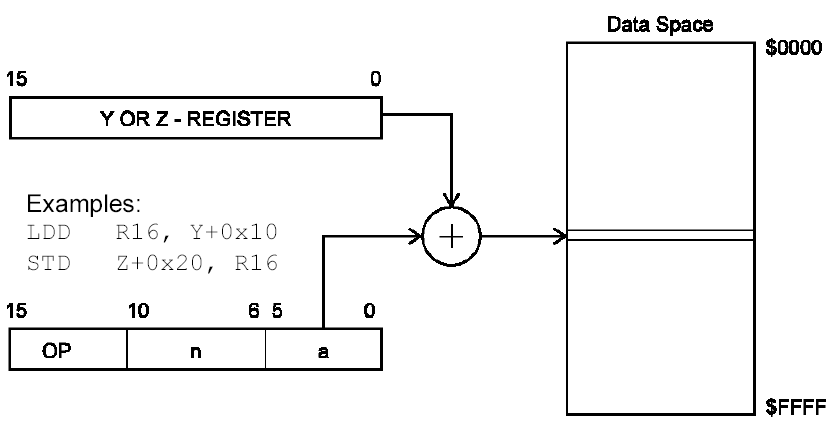 Data Space
$0000
15 0
Y OR Z - REGISTER
Examples:
LDD R16, Y+0x10
STD Z+0x20, R16
+
15 10 6 5 0
OP n a
$FFFF